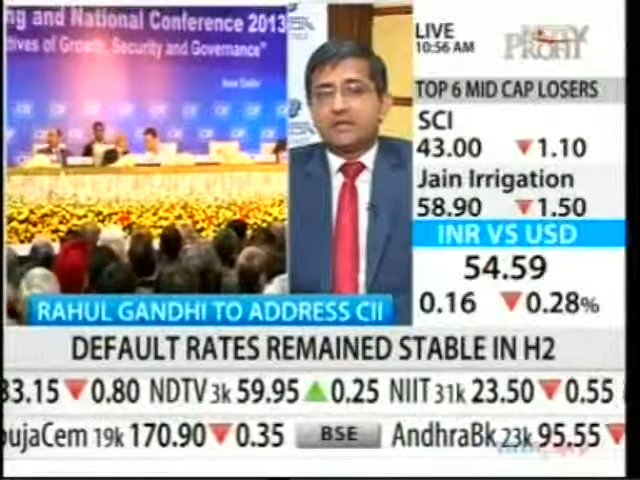 ng and National Conference 2013
ctives of Growth, Security and Governance"
CII
LIVE
10:56 AM
NDTV
PROFIT
TOP 6 MID CAP LOSERS
SCI
43.00 ▼1.10
Jain Irrigation
58.90 ▼1.50
INR VS USD
54.59
0.16 ▼0.28%
RAHUL GANDHI TO ADDRESS CII
DEFAULT RATES REMAINED STABLE IN H2
33.15▼0.80 NDTV 3k 59.95▲0.25 NIIT 31k 23.50▼0.55
bujaCem 19k 170.90▼0.35 BSE AndhraBk 23k 95.55▼